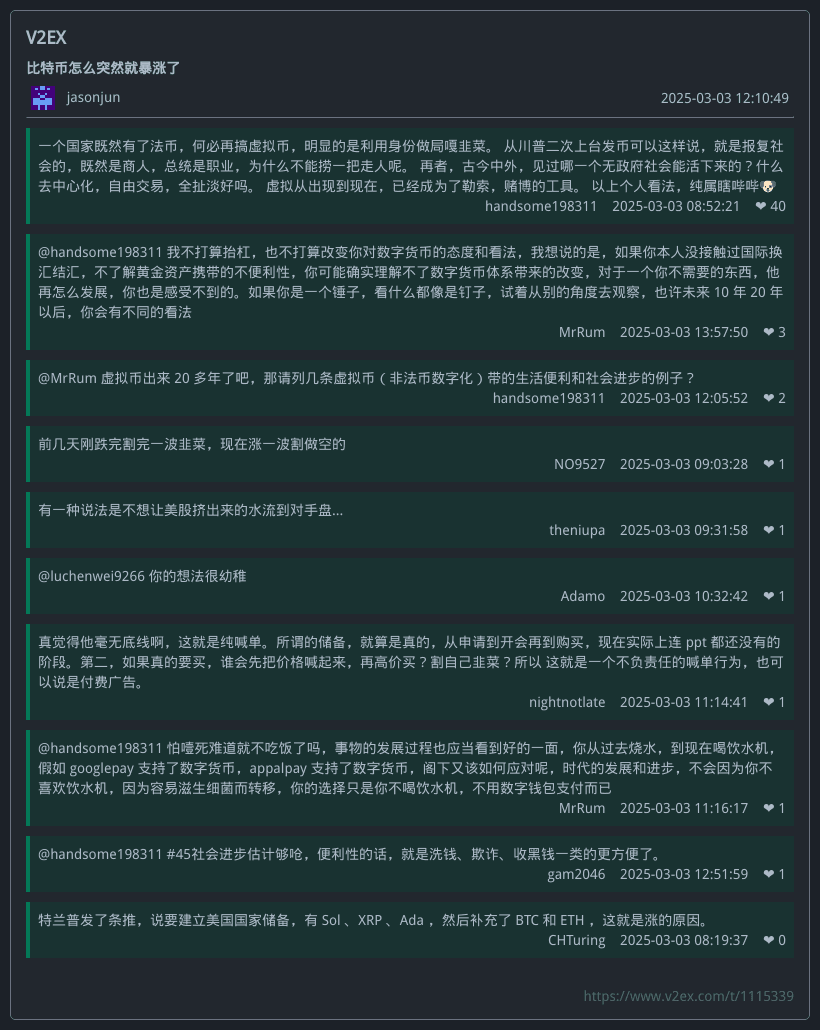 V2EX
比特币怎么突然就暴涨了
jasonjun 2025-03-03 12:10:49
一个国家既然有了法币，何必再搞虚拟币，明显的是利用身份做局嘎韭菜。 从川普二次上台发币可以这样说，就是报复社
会的，既然是商人，总统是职业，为什么不能捞一把走人呢。 再者，古今中外，见过哪一个无政府社会能活下来的？什么
去中心化，自由交易，全扯淡好吗。 虚拟从出现到现在，已经成为了勒索，赌博的工具。 以上个人看法，纯属瞎哔哔🐶
handsome198311 2025-03-03 08:52:21 ❤ 40
@handsome198311 我不打算抬杠，也不打算改变你对数字货币的态度和看法，我想说的是，如果你本人没接触过国际换
汇结汇，不了解黄金资产携带的不便利性，你可能确实理解不了数字货币体系带来的改变，对于一个你不需要的东西，他
再怎么发展，你也是感受不到的。如果你是一个锤子，看什么都像是钉子，试着从别的角度去观察，也许未来 10 年 20 年
以后，你会有不同的看法
MrRum 2025-03-03 13:57:50 ❤ 3
@MrRum 虚拟币出来 20 多年了吧，那请列几条虚拟币（非法币数字化）带的生活便利和社会进步的例子？
handsome198311 2025-03-03 12:05:52 ❤ 2
前几天刚跌完割完一波韭菜，现在涨一波割做空的
NO9527 2025-03-03 09:03:28 ❤ 1
有一种说法是不想让美股挤出来的水流到对手盘...
theniupa 2025-03-03 09:31:58 ❤ 1
@luchenwei9266 你的想法很幼稚
Adamo 2025-03-03 10:32:42 ❤ 1
真觉得他毫无底线啊，这就是纯喊单。所谓的储备，就算是真的，从申请到开会再到购买，现在实际上连 ppt 都还没有的
阶段。第二，如果真的要买，谁会先把价格喊起来，再高价买？割自己韭菜？所以 这就是一个不负责任的喊单行为，也可
以说是付费广告。
nightnotlate 2025-03-03 11:14:41 ❤ 1
@handsome198311 怕噎死难道就不吃饭了吗，事物的发展过程也应当看到好的一面，你从过去烧水，到现在喝饮水机，
假如 googlepay 支持了数字货币，appalpay 支持了数字货币，阁下又该如何应对呢，时代的发展和进步，不会因为你不
喜欢饮水机，因为容易滋生细菌而转移，你的选择只是你不喝饮水机，不用数字钱包支付而已
MrRum 2025-03-03 11:16:17 ❤ 1
@handsome198311 #45社会进步估计够呛，便利性的话，就是洗钱、欺诈、收黑钱一类的更方便了。
gam2046 2025-03-03 12:51:59 ❤ 1
特兰普发了条推，说要建立美国国家储备，有 Sol 、XRP 、Ada ，然后补充了 BTC 和 ETH ，这就是涨的原因。
CHTuring 2025-03-03 08:19:37 ❤ 0
https://www.v2ex.com/t/1115339